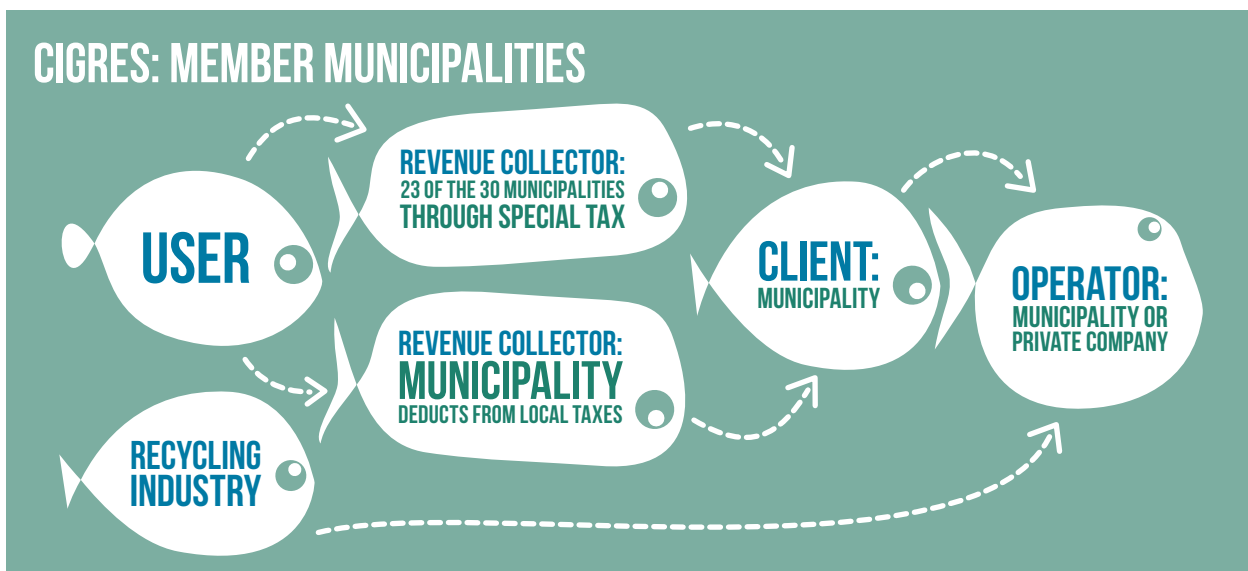 CIGRES: MEMBER MUNICIPALITIES
USER
REVENUE COLLECTOR:
23 OF THE 30 MUNICIPALITIES
THROUGH SPECIAL TAX
REVENUE COLLECTOR:
MUNICIPALITY
DEDUCTS FROM LOCAL TAXES
CLIENT:
MUNICIPALITY
OPERATOR:
MUNICIPALITY OR
PRIVATE COMPANY
RECYCLING
INDUSTRY